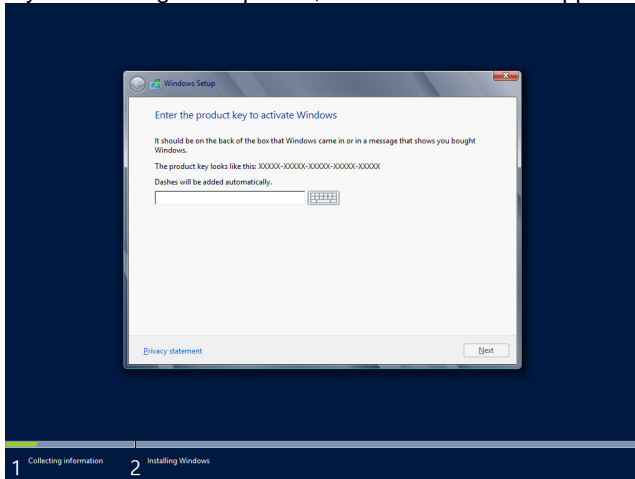 Windows Setup
Enter the product key to activate Windows
It should be on the back of the box that Windows came in or in a message that shows you bought
Windows.
The product key looks like this: XXXXX-XXXXX-XXXXX-XXXXX-XXXXX
Dashes will be added automatically.
Privacy statement
Next
1 Collecting information
2 Installing Windows